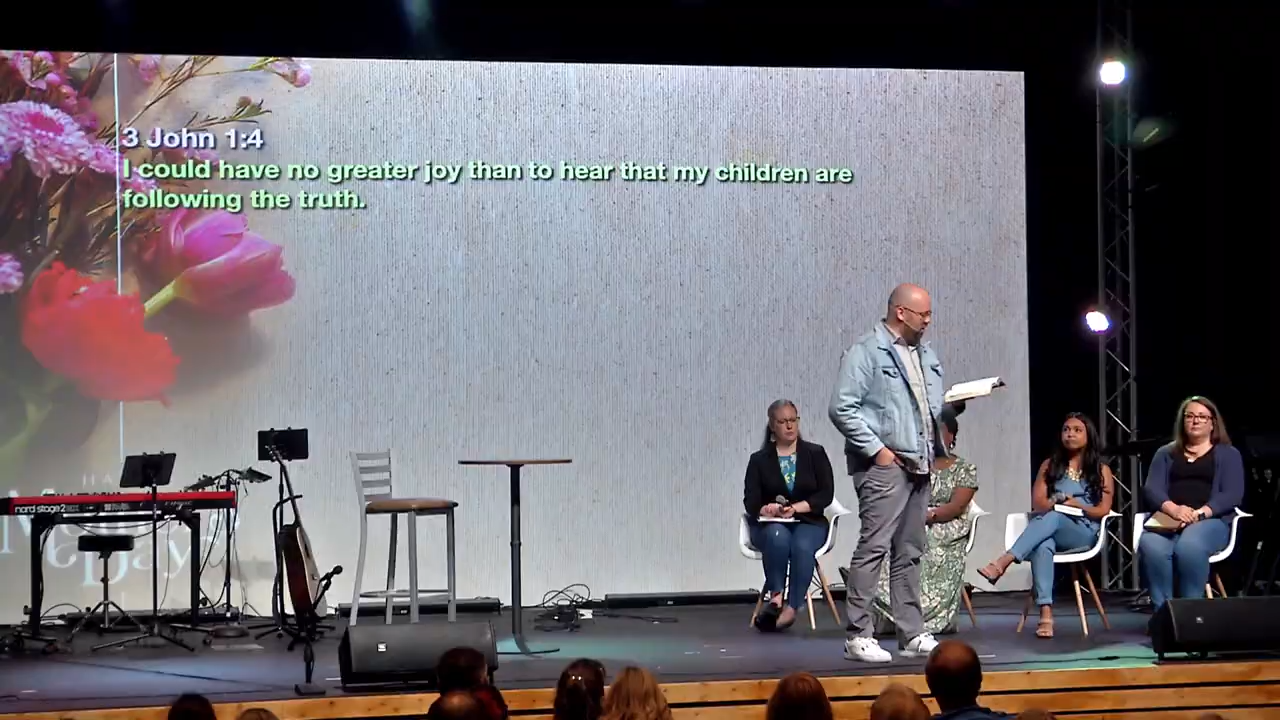 3 John 1:4
I could have no greater joy than to hear that my children are
following the truth.
nord stage 2
Day